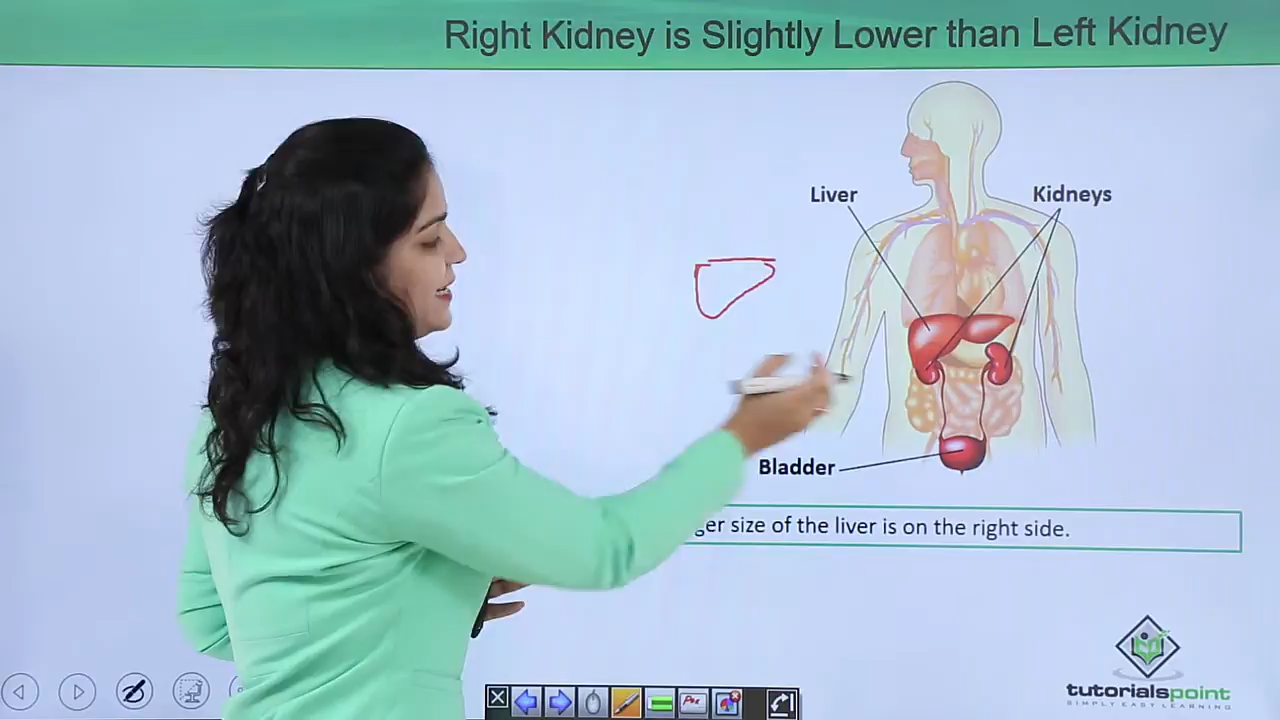 Right Kidney is Slightly Lower than Left Kidney
Liver
Kidneys
Bladder
size of the liver is on the right side.
tutorialspoint
SIMPLY EASY LEARNING